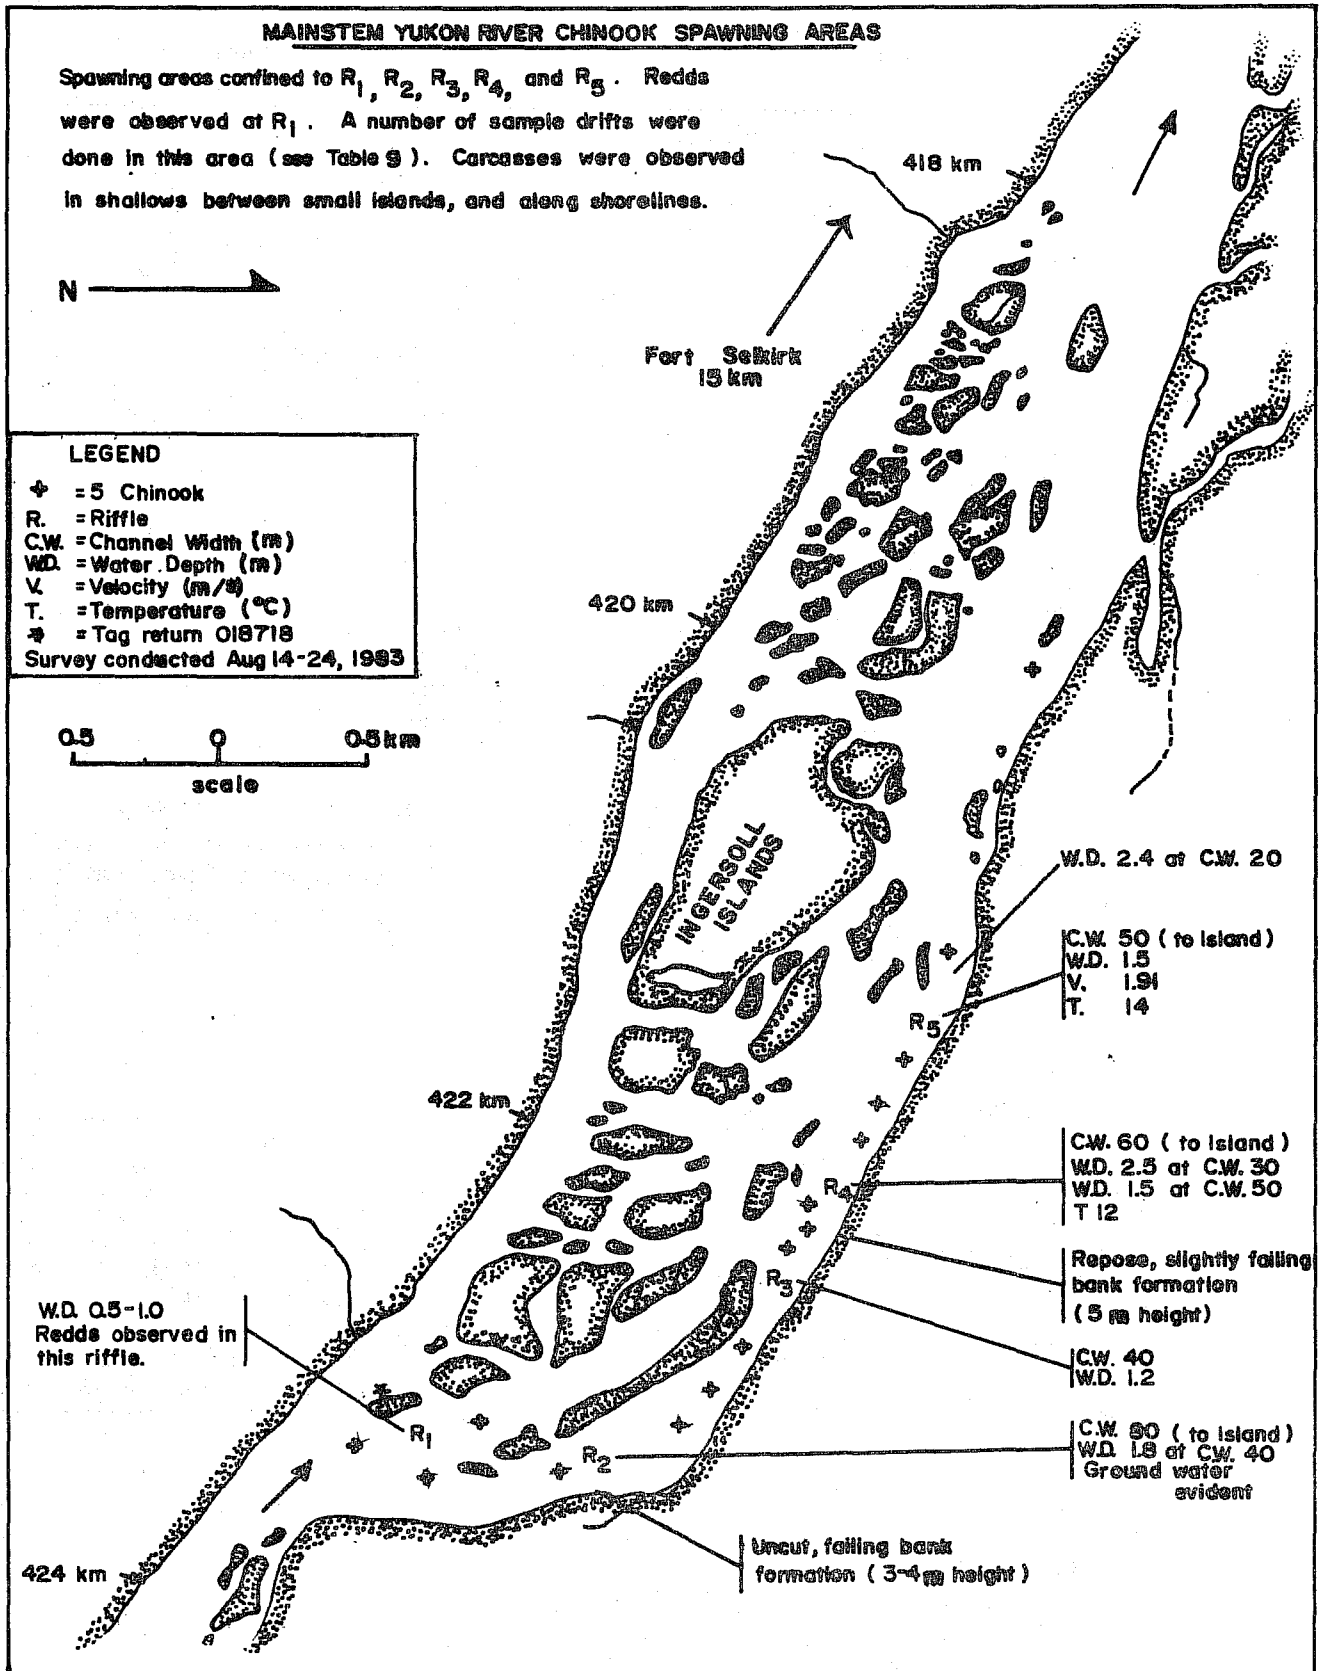 MAINSTEM YUKON RIVER CHINOOK SPAWNING AREAS
Spawning areas confined to R1, R2, R3, R4, and R5. Redds
were observed at R1. A number of sample drifts were
done in this area (see Table 9). Carcasses were observed
in shallows between small islands, and along shorelines.
N
418 km
Fort Selkirk
15 km
LEGEND
= 5 Chinook
R. = Riffle
C.W. = Channel Width (m)
W.D. = Water Depth (m)
V. = Velocity (m/s)
T. = Temperature (°C)
= Tag return 018718
Survey conducted Aug 14-24, 1983
420 km
0.5 0 0.5 km
scale
INGERSOLL
ISLANDS
W.D. 2.4 at C.W. 20
C.W. 50 (to Island)
W.D. 1.5
V. 1.91
T. 14
R5
422 km
C.W. 60 (to Island)
W.D. 2.5 at C.W. 30
W.D. 1.5 at C.W. 50
T 12
R4
Repose, slightly failing
bank formation
(5 m height)
R3
W.D. 0.5-1.0
Redds observed in
this riffle.
C.W. 40
W.D. 1.2
R1
R2
C.W. (to Island)
W.D. 1.8 at C.W. 40
Ground water
evident
Uncut, failing bank
formation (3-4 m height)
424 km